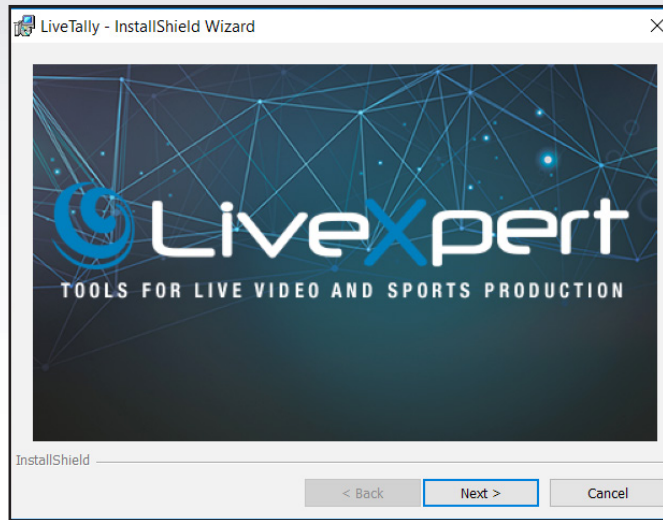 LiveTally - InstallShield Wizard
LiveXpert
TOOLS FOR LIVE VIDEO AND SPORTS PRODUCTION
InstallShield
< Back Next > Cancel